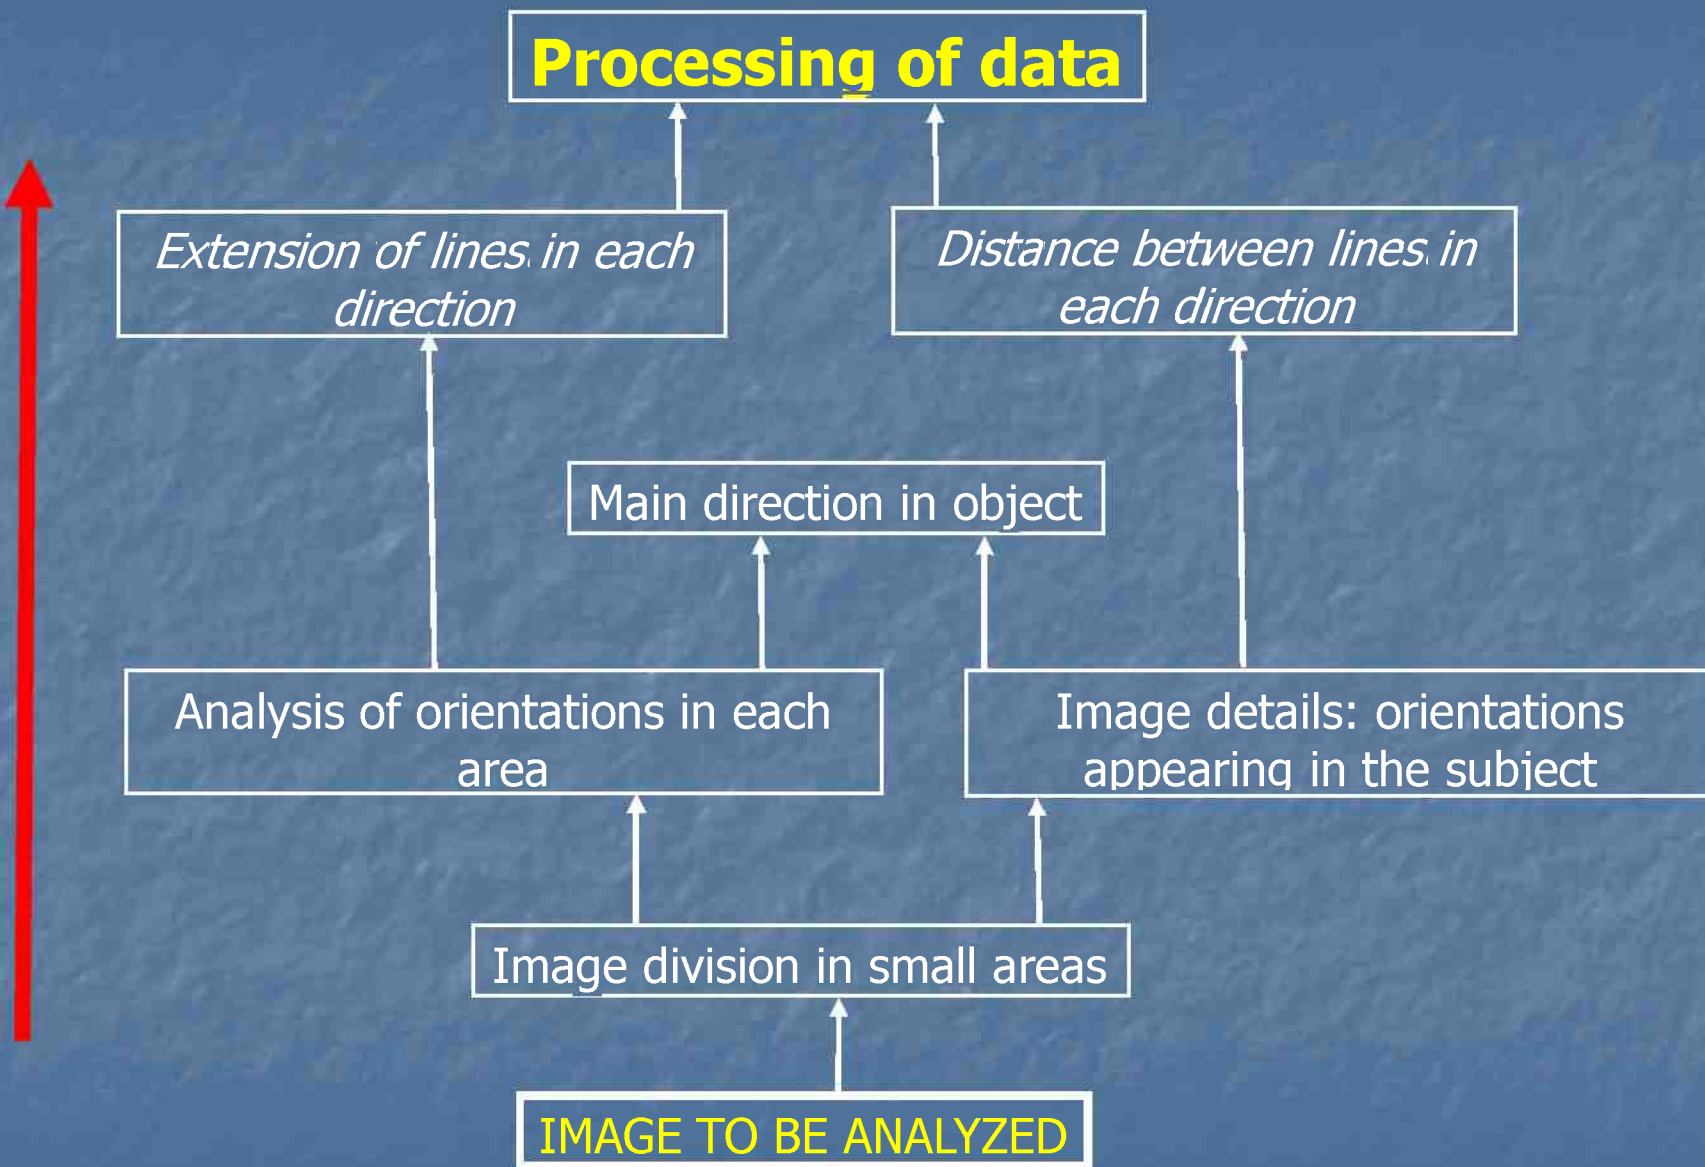 Processing of data
Extension of lines in each
direction
Distance between lines in
each direction
Main direction in object
Analysis of orientations in each
area
Image details: orientations
appearing in the subject
Image division in small areas
IMAGE TO BE ANALYZED